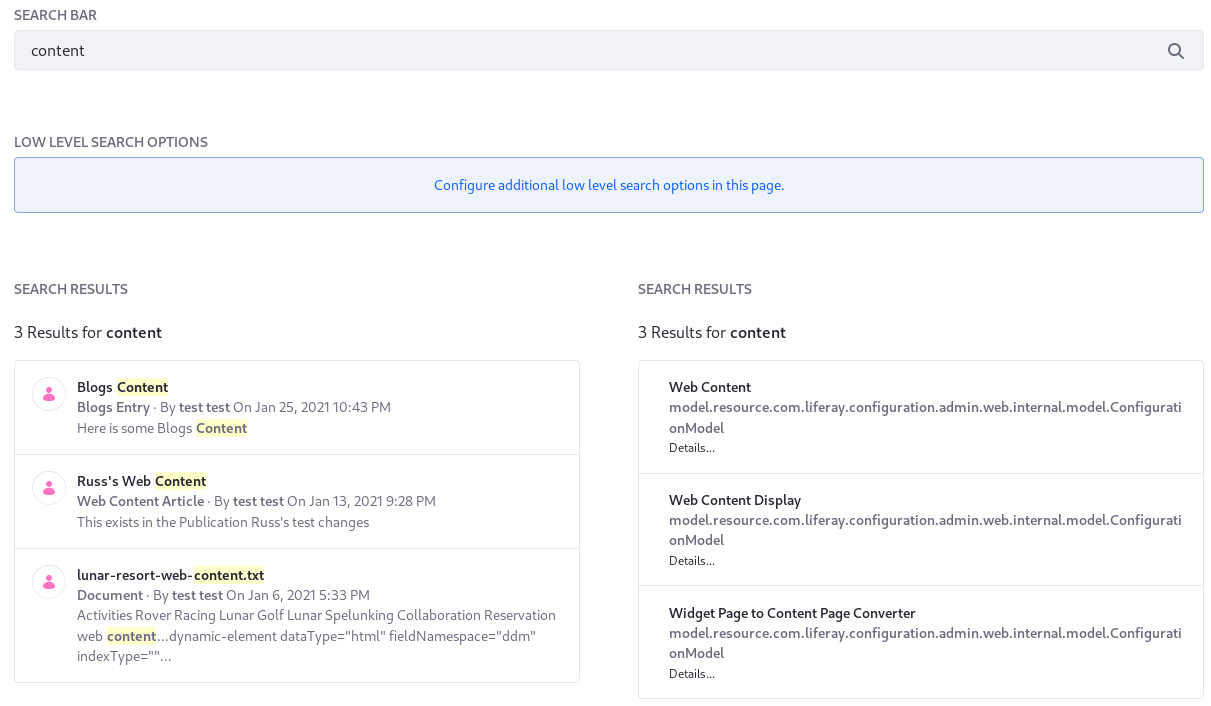 SEARCH BAR
content
LOW LEVEL SEARCH OPTIONS
Configure additional low level search options in this page.
SEARCH RESULTS
3 Results for content
Blogs Content
Blogs Entry · By test test On Jan 25, 2021 10:43 PM
Here is some Blogs Content
Russ's Web Content
Web Content Article · By test test On Jan 13, 2021 9:28 PM
This exists in the Publication Russ's test changes
lunar-resort-web-content.txt
Document · By test test On Jan 6, 2021 5:33 PM
Activities Rover Racing Lunar Golf Lunar Spelunking Collaboration Reservation
web content...dynamic-element dataType="html" fieldNamespace="ddm"
indexType=""...
SEARCH RESULTS
3 Results for content
Web Content
model.resource.com.liferay.configuration.admin.web.internal.model.Configurati
onModel
Details...
Web Content Display
model.resource.com.liferay.configuration.admin.web.internal.model.Configurati
onModel
Details...
Widget Page to Content Page Converter
model.resource.com.liferay.configuration.admin.web.internal.model.Configurati
onModel
Details...